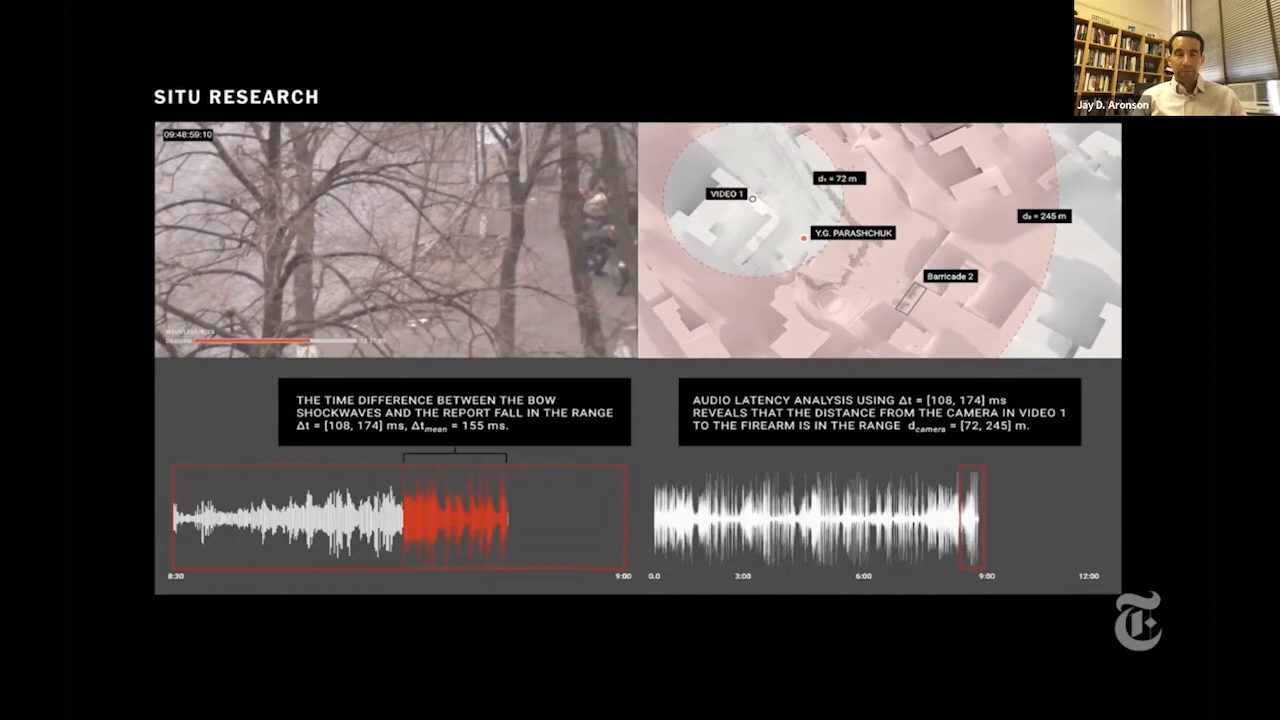 Jay D. Aronson
SITU RESEARCH
09:48:59:10
VIDEO 1
d₁ = 72 m
d₂ = 245 m
Y.G. PARASHCHUK
Barricade 2
THE TIME DIFFERENCE BETWEEN THE BOW
SHOCKWAVES AND THE REPORT FALL IN THE RANGE
Δt = [108, 174] ms, Δtmean = 155 ms.
AUDIO LATENCY ANALYSIS USING Δt = [108, 174] ms
REVEALS THAT THE DISTANCE FROM THE CAMERA IN VIDEO 1
TO THE FIREARM IS IN THE RANGE dcamera = [72, 245] m.
8:30 9:00
0.0 3:00 6:00 9:00 12:00
T